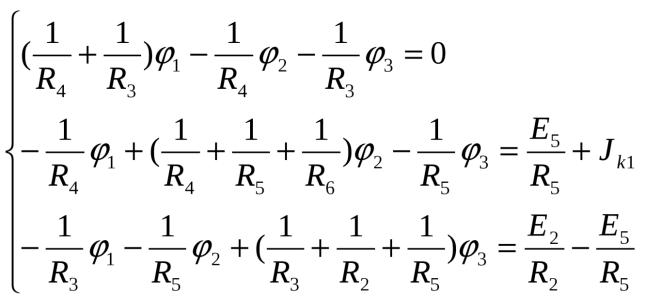 (1/R₄ + 1/R₃)φ₁ − 1/R₄ φ₂ − 1/R₃ φ₃ = 0
− 1/R₄ φ₁ + (1/R₄ + 1/R₅ + 1/R₆)φ₂ − 1/R₅ φ₃ = E₅/R₅ + J_{k1}
− 1/R₃ φ₁ − 1/R₅ φ₂ + (1/R₃ + 1/R₂ + 1/R₅)φ₃ = E₂/R₂ − E₅/R₅